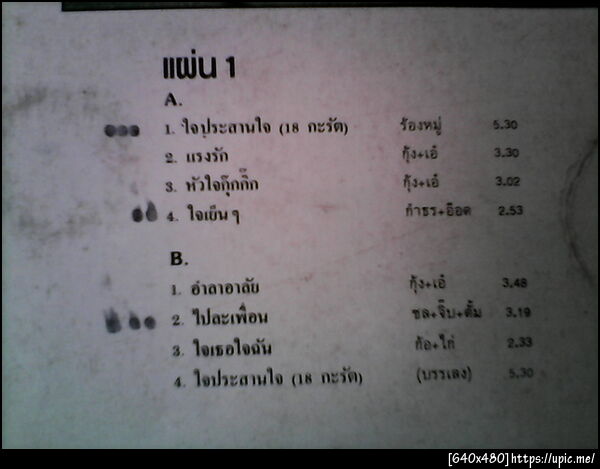 แผ่น 1
A.
1. ใจประสานใจ (18 กะรัต) ร้องหมู่ 5.30
2. แรงรัก กุ้ง+เอ๋ 3.30
3. หัวใจกุ๊กกิ๊ก กุ้ง+เอ๋ 3.02
4. ใจเย็น ๆ กำธร+อ๊อด 2.53
B.
1. อำลาอาลัย กุ้ง+เอ๋ 3.48
2. ไปละเพื่อน ชล+จิ๊บ+ตั้ม 3.19
3. ใจเธอใจฉัน ก้อ+ไก่ 2.33
4. ใจประสานใจ (18 กะรัต) (บรรเลง) 5.30
[640x480]https://upic.me/